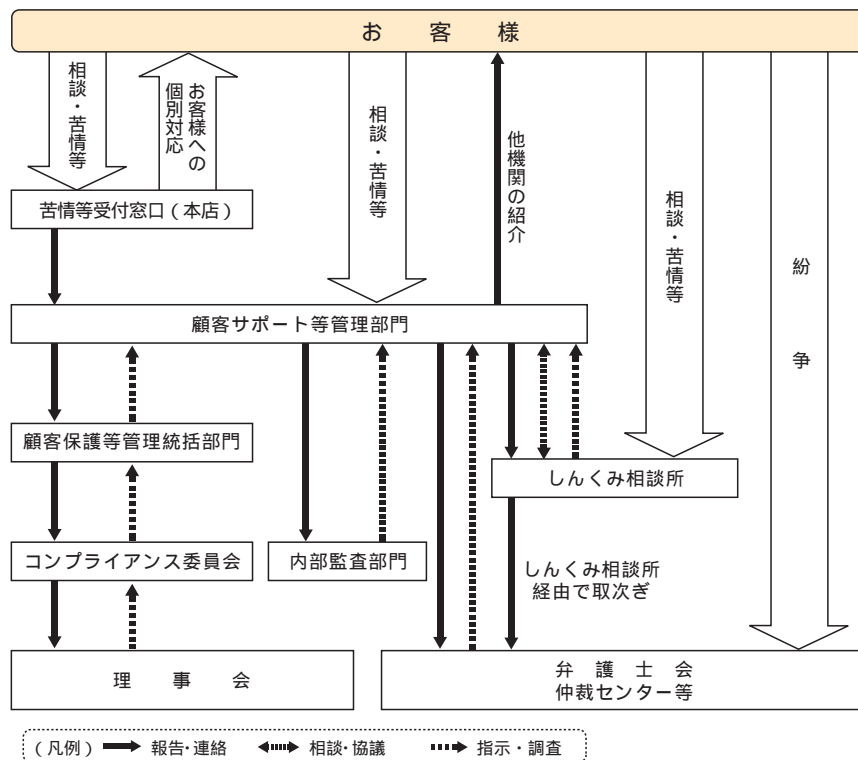 お 客 様
相談・苦情等
お客様への
個別対応
相談・苦情等
他機関の紹介
相談・苦情等
紛 争
苦情等受付窓口（本店）
顧客サポート等管理部門
顧客保護等管理統括部門
しんくみ相談所
コンプライアンス委員会
内部監査部門
しんくみ相談所
経由で取次ぎ
理 事 会
弁 護 士 会
仲裁センター等
（凡例） 報告・連絡 相談・協議 指示・調査